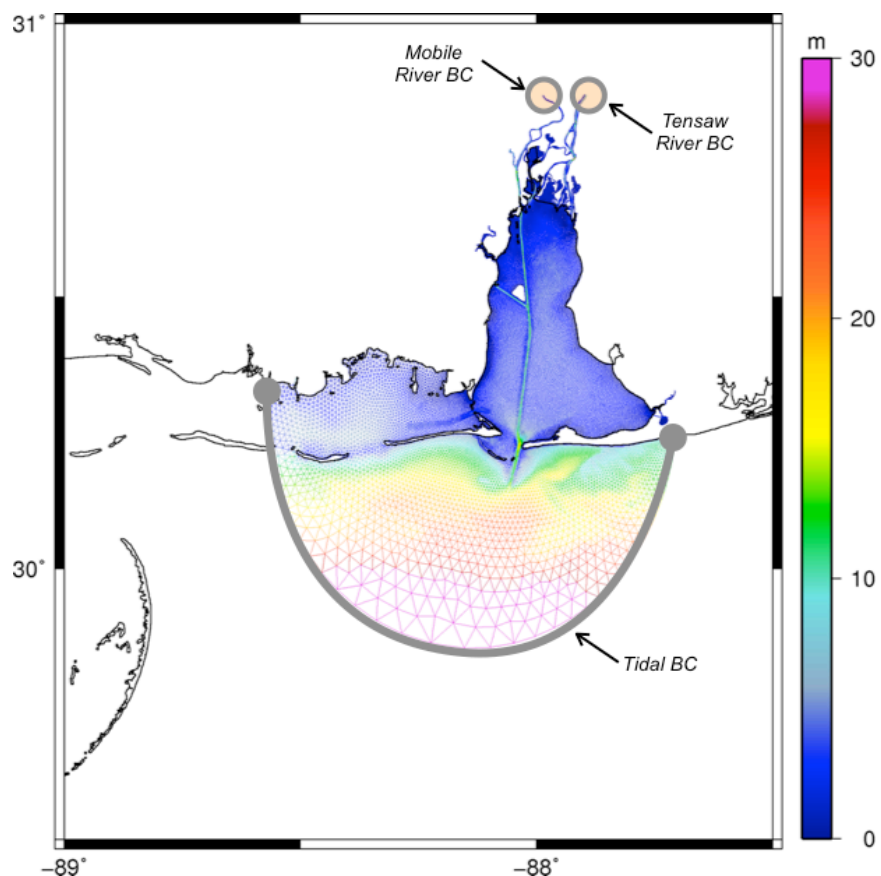 31°
m
30
Mobile
River BC
Tensaw
River BC
20
30°
10
Tidal BC
0
−89°
−88°